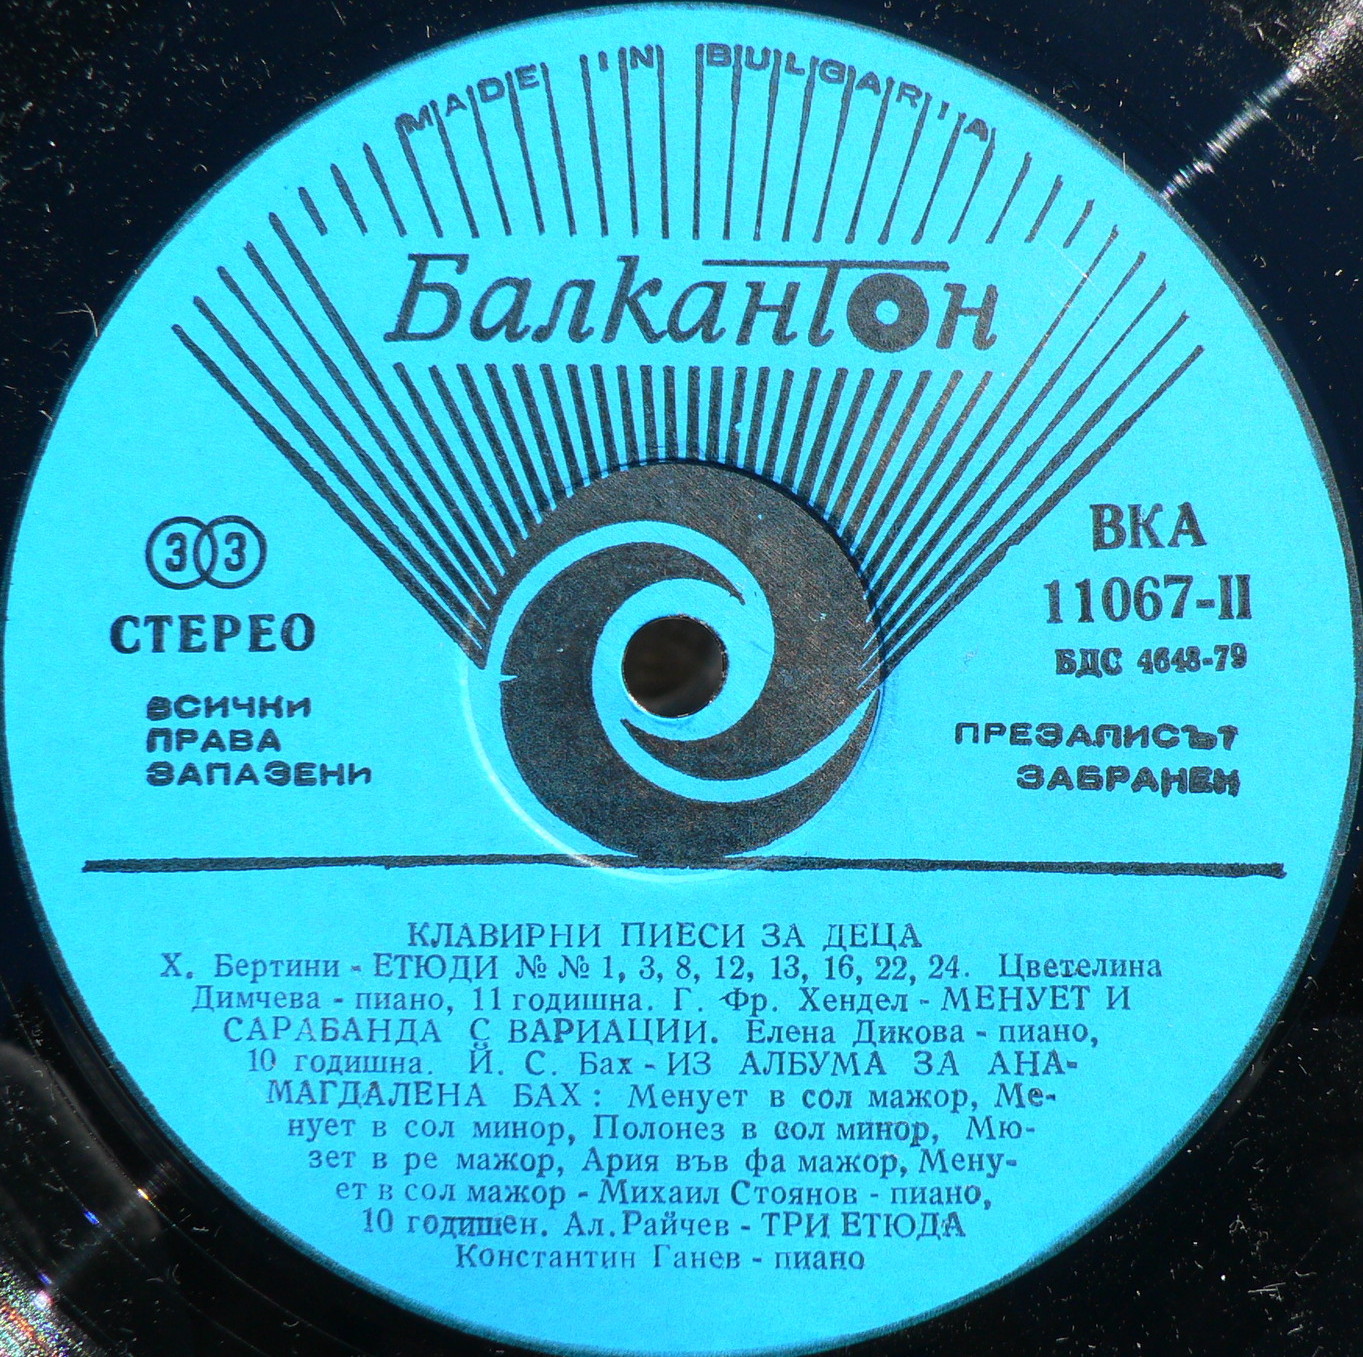 MADE IN BULGARIA
Балкантон
33
СТЕРЕО
ВСИЧКИ
ПРАВА
ЗАПАЗЕНИ
ВКА
11067-II
БДС 4648-79
ПРЕЗАПИСЪТ
ЗАБРАНЕН
КЛАВИРНИ ПИЕСИ ЗА ДЕЦА
Х. Бертини - ЕТЮДИ № № 1, 3, 8, 12, 13, 16, 22, 24. Цветелина
Димчева - пиано, 11 годишна. Г. Фр. Хендел - МЕНУЕТ И
САРАБАНДА С ВАРИАЦИИ. Елена Дикова - пиано,
10 годишна. Й. С. Бах - ИЗ АЛБУМА ЗА АНА-
МАГДАЛЕНА БАХ: Менует в сол мажор, Ме-
нует в сол минор, Полонез в сол минор, Мю-
зет в ре мажор, Ария във фа мажор, Мену-
ет в сол мажор - Михаил Стоянов - пиано,
10 годишен. Ал. Райчев - ТРИ ЕТЮДА
Константин Ганев - пиано